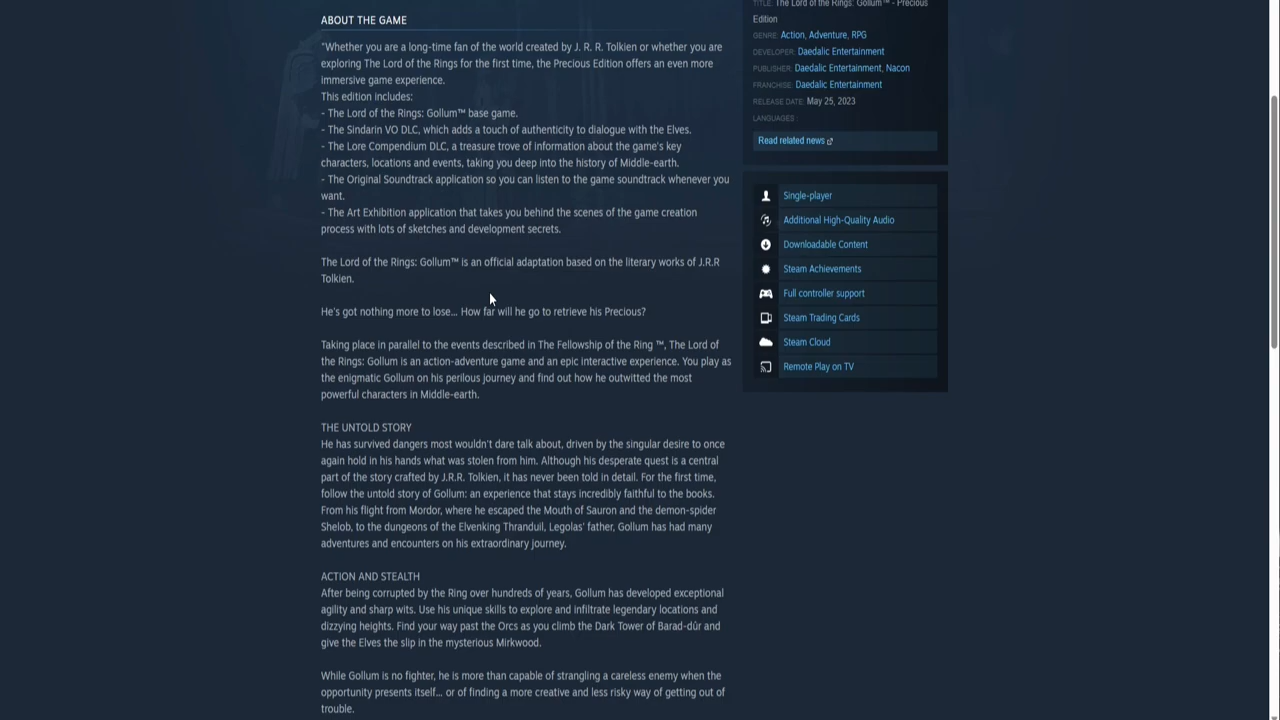 ABOUT THE GAME
"Whether you are a long-time fan of the world created by J. R. R. Tolkien or whether you are
exploring The Lord of the Rings for the first time, the Precious Edition offers an even more
immersive game experience.
This edition includes:
- The Lord of the Rings: Gollum™ base game.
- The Sindarin VO DLC, which adds a touch of authenticity to dialogue with the Elves.
- The Lore Compendium DLC, a treasure trove of information about the game's key
characters, locations and events, taking you deep into the history of Middle-earth.
- The Original Soundtrack application so you can listen to the game soundtrack whenever you
want.
- The Art Exhibition application that takes you behind the scenes of the game creation
process with lots of sketches and development secrets.
The Lord of the Rings: Gollum™ is an official adaptation based on the literary works of J.R.R
Tolkien.
He's got nothing more to lose... How far will he go to retrieve his Precious?
Taking place in parallel to the events described in The Fellowship of the Ring ™, The Lord of
the Rings: Gollum is an action-adventure game and an epic interactive experience. You play as
the enigmatic Gollum on his perilous journey and find out how he outwitted the most
powerful characters in Middle-earth.
THE UNTOLD STORY
He has survived dangers most wouldn't dare talk about, driven by the singular desire to once
again hold in his hands what was stolen from him. Although his desperate quest is a central
part of the story crafted by J.R.R. Tolkien, it has never been told in detail. For the first time,
follow the untold story of Gollum: an experience that stays incredibly faithful to the books.
From his flight from Mordor, where he escaped the Mouth of Sauron and the demon-spider
Shelob, to the dungeons of the Elvenking Thranduil, Legolas' father, Gollum has had many
adventures and encounters on his extraordinary journey.
ACTION AND STEALTH
After being corrupted by the Ring over hundreds of years, Gollum has developed exceptional
agility and sharp wits. Use his unique skills to explore and infiltrate legendary locations and
dizzying heights. Find your way past the Orcs as you climb the Dark Tower of Barad-dûr and
give the Elves the slip in the mysterious Mirkwood.
While Gollum is no fighter, he is more than capable of strangling a careless enemy when the
opportunity presents itself... or of finding a more creative and less risky way of getting out of
trouble.
TITLE: The Lord of the Rings: Gollum™ - Precious
Edition
GENRE: Action, Adventure, RPG
DEVELOPER: Daedalic Entertainment
PUBLISHER: Daedalic Entertainment, Nacon
FRANCHISE: Daedalic Entertainment
RELEASE DATE: May 25, 2023
LANGUAGES :
Read related news
Single-player
Additional High-Quality Audio
Downloadable Content
Steam Achievements
Full controller support
Steam Trading Cards
Steam Cloud
Remote Play on TV